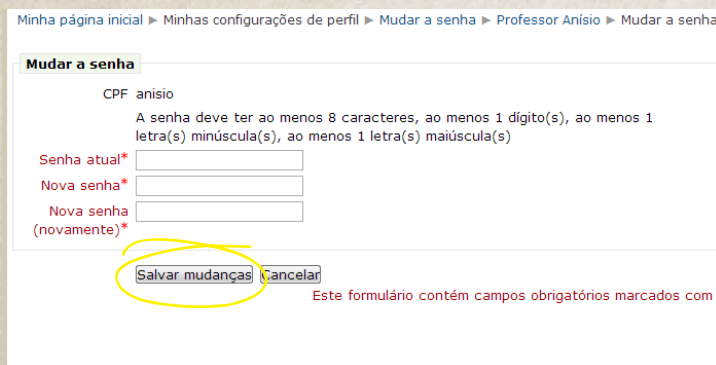 Minha página inicial ► Minhas configurações de perfil ► Mudar a senha ► Professor Anísio ► Mudar a senha
Mudar a senha
CPF anisio
A senha deve ter ao menos 8 caracteres, ao menos 1 dígito(s), ao menos 1
letra(s) minúscula(s), ao menos 1 letra(s) maiúscula(s)
Senha atual*
Nova senha*
Nova senha
(novamente)*
Salvar mudanças Cancelar
Este formulário contém campos obrigatórios marcados com